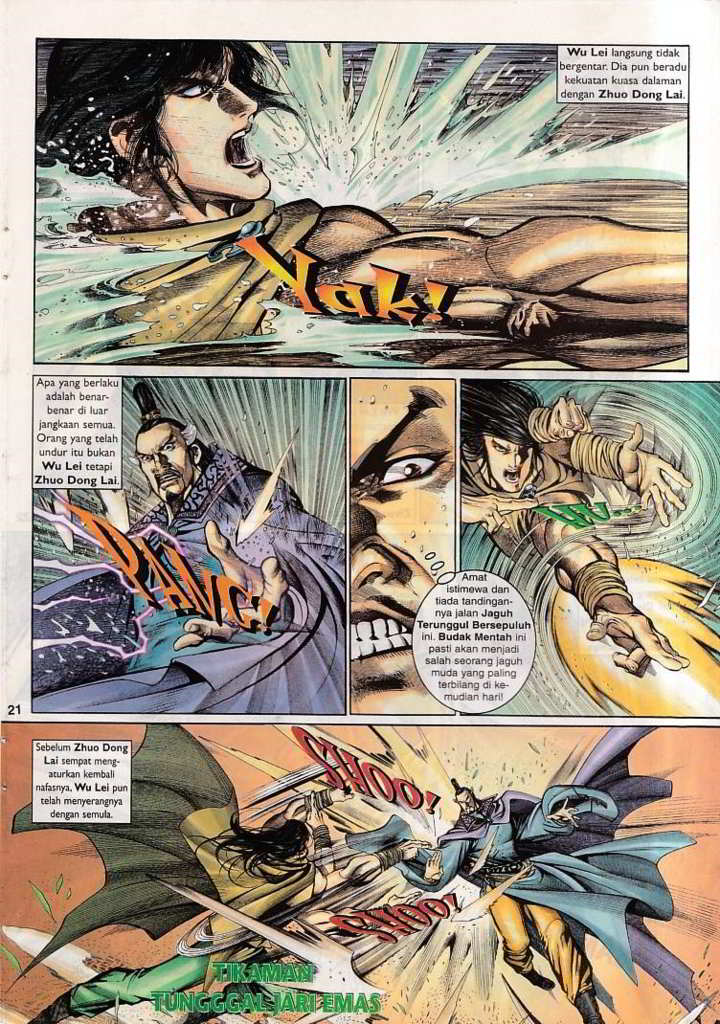 Wu Lei langsung tidak
bergentar. Dia pun beradu
kekuatan kuasa dalaman
dengan Zhuo Dong Lai.
Yak!
Apa yang berlaku
adalah benar-
benar di luar
jangkaan semua.
Orang yang telah
undur itu bukan
Wu Lei tetapi
Zhuo Dong Lai.
PANG!
Amat
istimewa dan
tiada tandingan-
nya jalan Jaguh
Terunggul Bersepuluh
ini. Budak Mentah ini
pasti akan menjadi
salah seorang jaguh
muda yang paling
terbilang di ke-
mudian hari!
21
Sebelum Zhuo Dong
Lai sempat meng-
aturkan kembali
nafasnya, Wu Lei pun
telah menyerangnya
dengan semula.
SHOO!
SHOO!
TIKAMAN
TUNGGGAL JARI EMAS